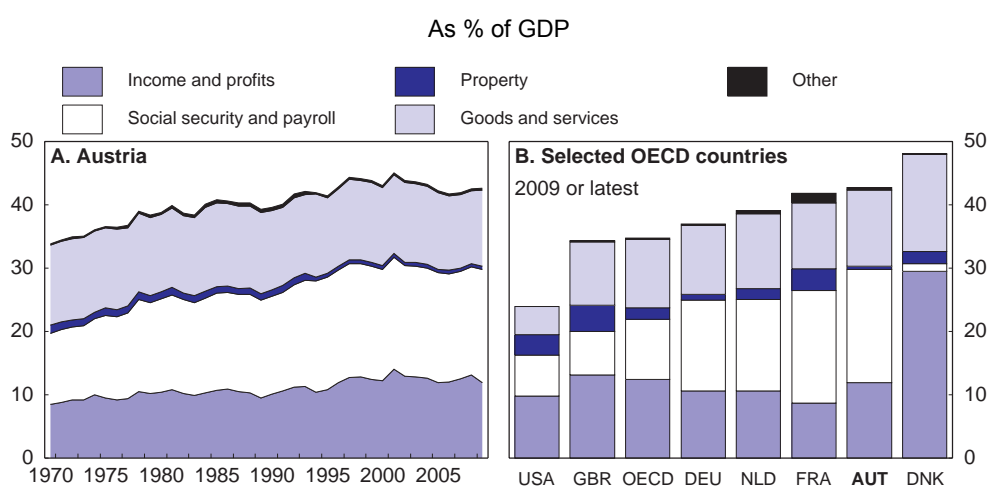 As % of GDP
Income and profits
Property
Other
Social security and payroll
Goods and services
50
A. Austria
B. Selected OECD countries
50
2009 or latest
40
40
30
30
20
20
10
10
0
0
1970 1975 1980 1985 1990 1995 2000 2005
USA GBR OECD DEU NLD FRA AUT DNK